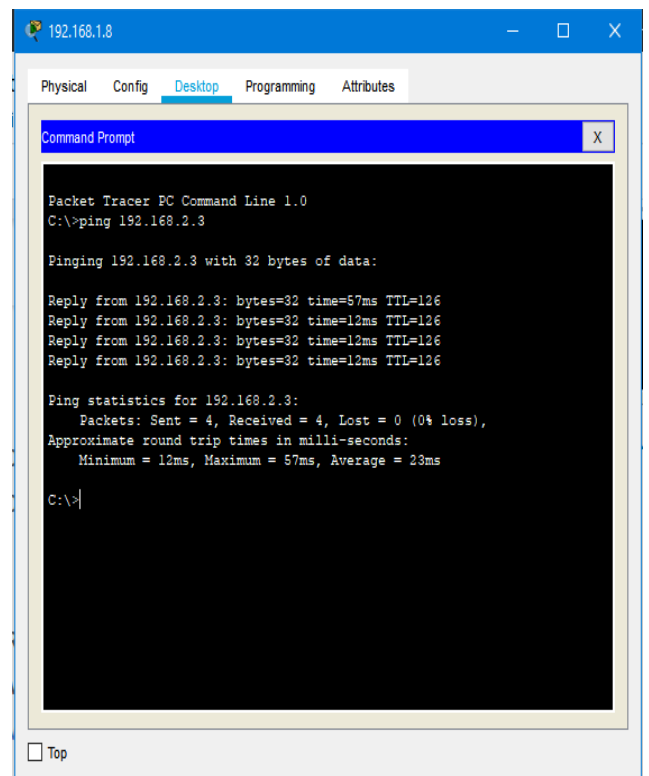 192.168.1.8
Physical Config Desktop Programming Attributes
Command Prompt X
Packet Tracer PC Command Line 1.0
C:\>ping 192.168.2.3
Pinging 192.168.2.3 with 32 bytes of data:
Reply from 192.168.2.3: bytes=32 time=57ms TTL=126
Reply from 192.168.2.3: bytes=32 time=12ms TTL=126
Reply from 192.168.2.3: bytes=32 time=12ms TTL=126
Reply from 192.168.2.3: bytes=32 time=12ms TTL=126
Ping statistics for 192.168.2.3:
Packets: Sent = 4, Received = 4, Lost = 0 (0% loss),
Approximate round trip times in milli-seconds:
Minimum = 12ms, Maximum = 57ms, Average = 23ms
C:\>
Top